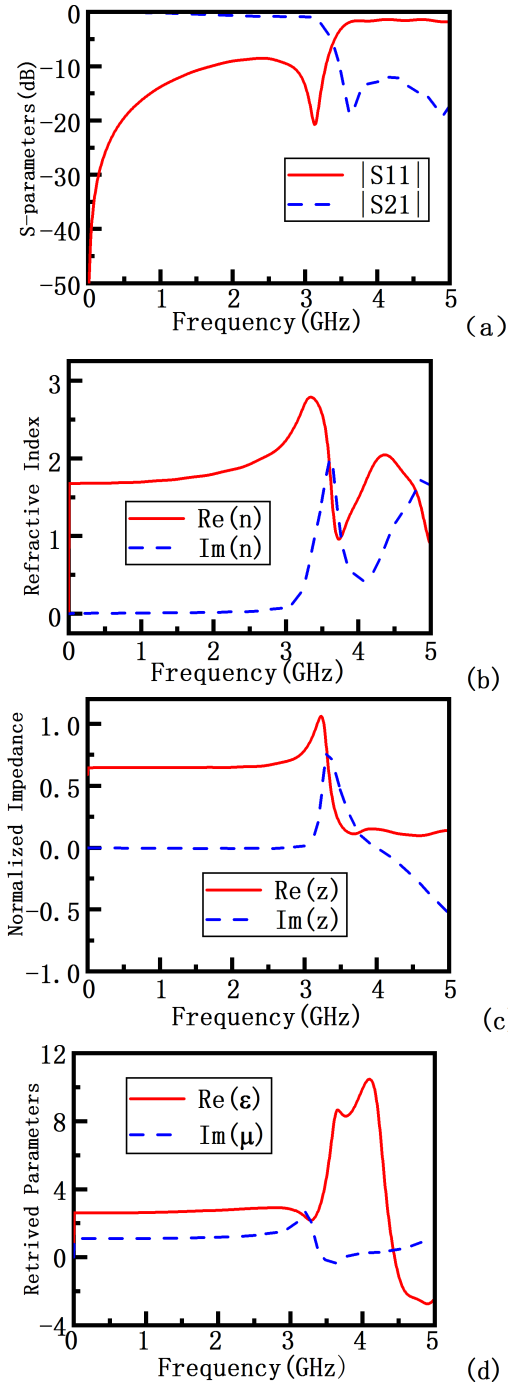 0
−10
−20
−30
−40
−50
S-parameters(dB)
|S11|
|S21|
0 1 2 3 4 5
Frequency(GHz)
(a)
3
2
1
0
Refractive Index
Re(n)
Im(n)
0 1 2 3 4 5
Frequency(GHz)
(b)
1.0
0.5
0.0
−0.5
−1.0
Normalized Impedance
Re(z)
Im(z)
0 1 2 3 4 5
Frequency(GHz)
(c
12
8
4
0
−4
Retrived Parameters
Re(ε)
Im(μ)
0 1 2 3 4 5
Frequency(GHz)
(d)